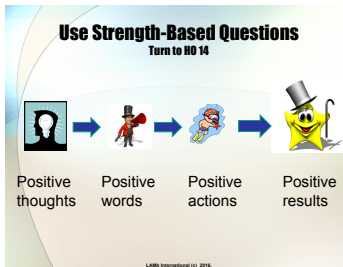 Use Strength-Based Questions
Turn to HO 14
Positive thoughts
Positive words
Positive actions
Positive results
LAMb International (c) 2016.